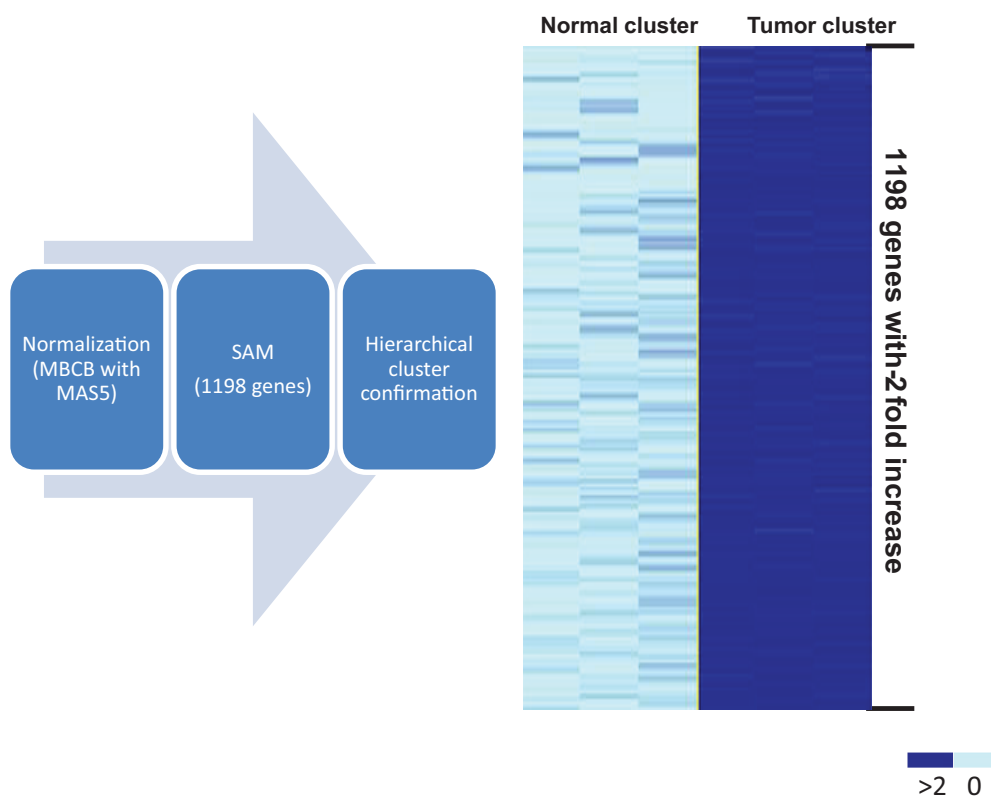 Normal cluster
Tumor cluster
Normalization
(MBCB with
MAS5)
SAM
(1198 genes)
Hierarchical
cluster
confirmation
1198 genes with-2 fold increase
>2
0